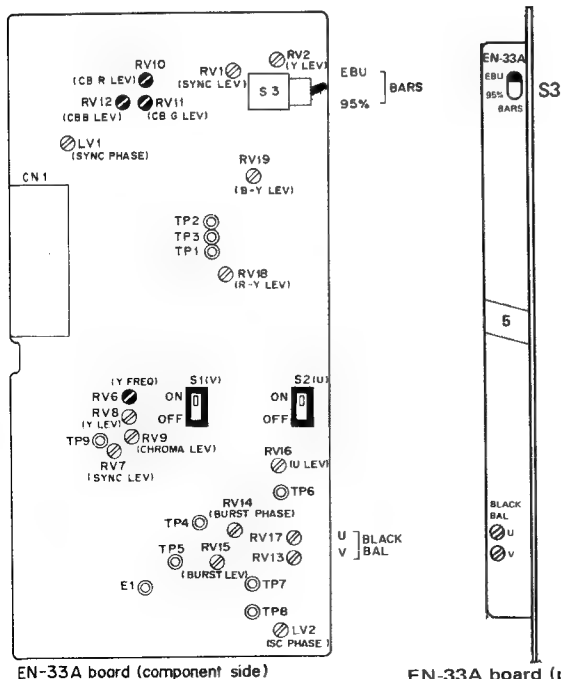 RV10
(CB R LEV)
RV12
(CBB LEV)
RV11
(CB G LEV)
RV1
(SYNC LEV)
RV2
(Y LEV)
S3
EBU
95%
BARS
LV1
(SYNC PHASE)
CN1
RV19
(B-Y LEV)
TP2
TP3
TP1
RV18
(R-Y LEV)
(Y FREQ)
RV6
RV8
(Y LEV)
TP9
RV9
(CHROMA LEV)
RV7
(SYNC LEV)
S1(V)
ON
OFF
S2(U)
ON
OFF
RV16
(U LEV)
TP6
RV14
(BURST PHASE)
TP4
RV17
RV13
U
V
BLACK
BAL
TP5
RV15
(BURST LEV)
E1
TP7
TP8
LV2
(SC PHASE)
EN-33A board (component side)
EN-33A
EBU
95%
BARS
S3
5
BLACK
BAL
U
V
EN-33A board (p